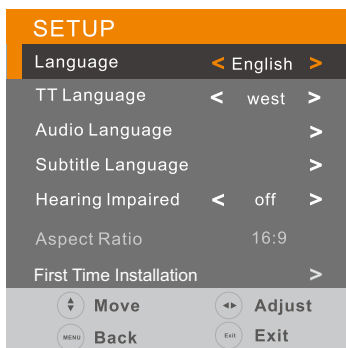 SETUP
Language < English >
TT Language < west >
Audio Language >
Subtitle Language >
Hearing Impaired < off >
Aspect Ratio 16:9
First Time Installation >
Move Adjust
MENU Back Exit Exit